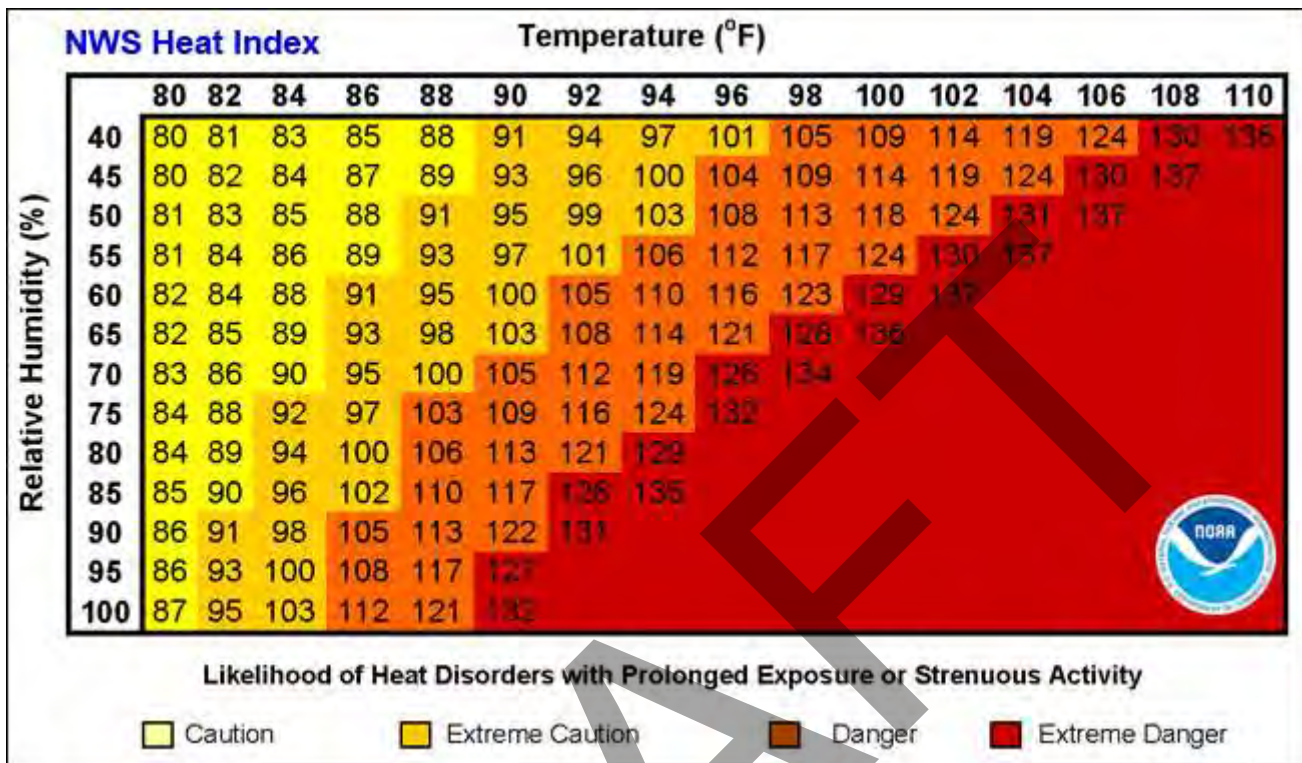 NWS Heat Index
Temperature (°F)
80 82 84 86 88 90 92 94 96 98 100 102 104 106 108 110
40 80 81 83 85 88 91 94 97 101 105 109 114 119 124 130 136
45 80 82 84 87 89 93 96 100 104 109 114 119 124 130 137
50 81 83 85 88 91 95 99 103 108 113 118 124 131 137
55 81 84 86 89 93 97 101 106 112 117 124 130 137
60 82 84 88 91 95 100 105 110 116 123 129 137
65 82 85 89 93 98 103 108 114 121 128 136
70 83 86 90 95 100 105 112 119 126 134
75 84 88 92 97 103 109 116 124 132
80 84 89 94 100 106 113 121 129
85 85 90 96 102 110 117 126 135
90 86 91 98 105 113 122 131
95 86 93 100 108 117 127
100 87 95 103 112 121 132
Relative Humidity (%)
NOAA
Likelihood of Heat Disorders with Prolonged Exposure or Strenuous Activity
Caution
Extreme Caution
Danger
Extreme Danger